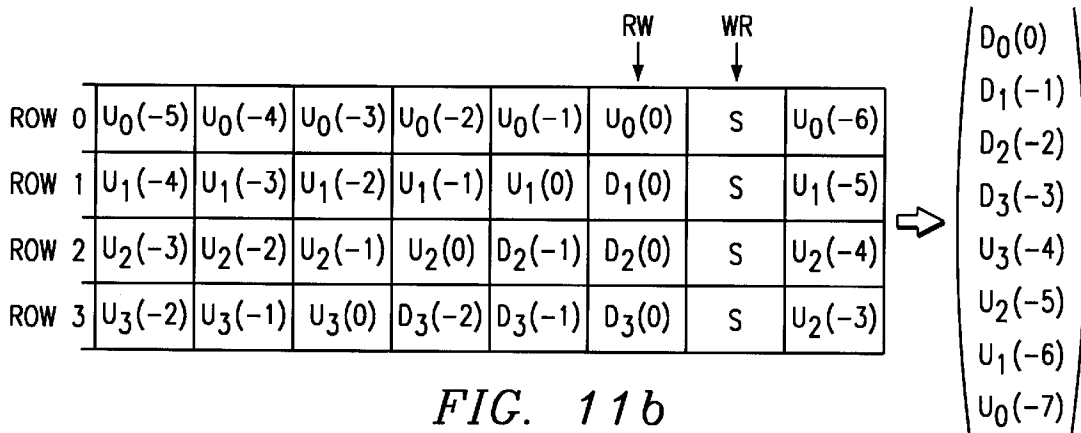 RW WR
ROW 0 U0(-5) U0(-4) U0(-3) U0(-2) U0(-1) U0(0) S U0(-6)
ROW 1 U1(-4) U1(-3) U1(-2) U1(-1) U1(0) D1(0) S U1(-5)
ROW 2 U2(-3) U2(-2) U2(-1) U2(0) D2(-1) D2(0) S U2(-4)
ROW 3 U3(-2) U3(-1) U3(0) D3(-2) D3(-1) D3(0) S U2(-3)
D0(0)
D1(-1)
D2(-2)
D3(-3)
U3(-4)
U2(-5)
U1(-6)
U0(-7)
FIG. 11b